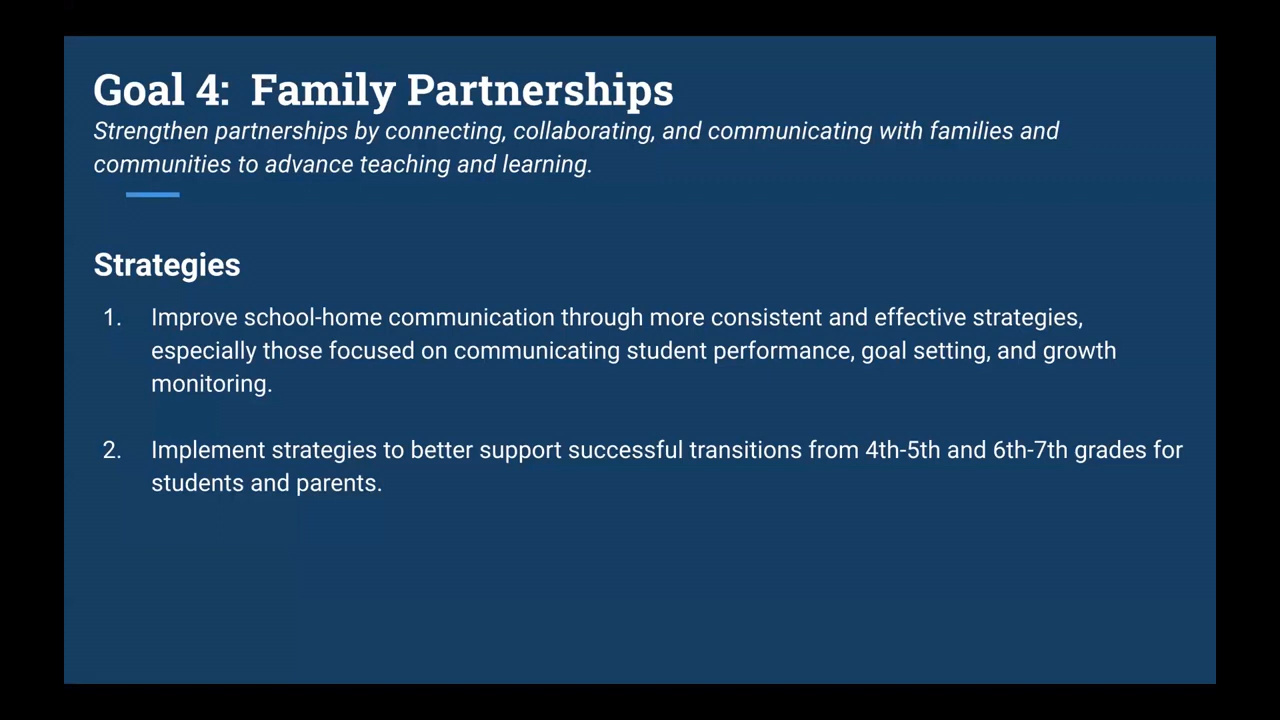 Goal 4:  Family Partnerships
Strengthen partnerships by connecting, collaborating, and communicating with families and
communities to advance teaching and learning.
Strategies
1. Improve school-home communication through more consistent and effective strategies,
especially those focused on communicating student performance, goal setting, and growth
monitoring.
2. Implement strategies to better support successful transitions from 4th-5th and 6th-7th grades for
students and parents.